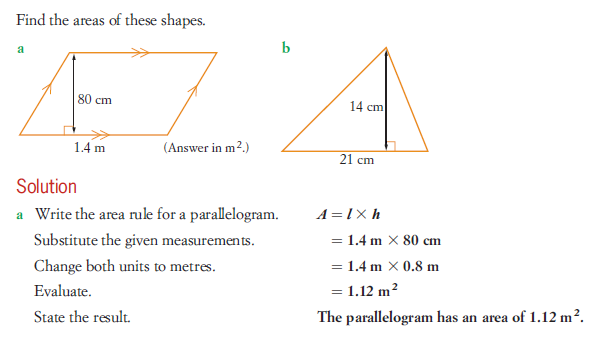 Find the areas of these shapes.
a b
80 cm
14 cm
1.4 m (Answer in m².)
21 cm
Solution
a Write the area rule for a parallelogram. A = l × h
Substitute the given measurements. = 1.4 m × 80 cm
Change both units to metres. = 1.4 m × 0.8 m
Evaluate. = 1.12 m²
State the result. The parallelogram has an area of 1.12 m².